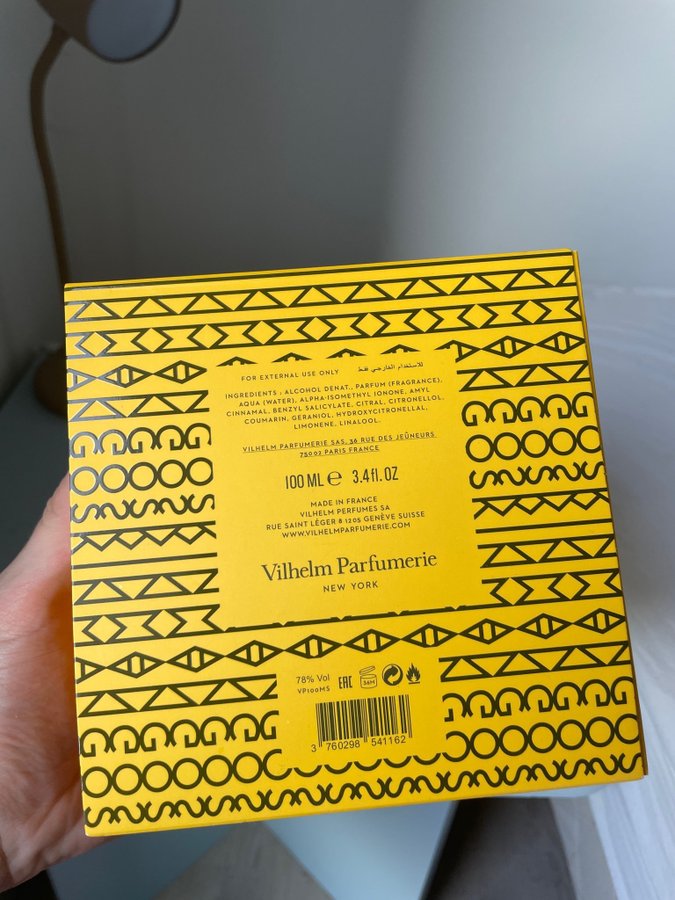 FOR EXTERNAL USE ONLY للاستخدام الخارجي فقط
INGREDIENTS : ALCOHOL DENAT., PARFUM (FRAGRANCE),
AQUA (WATER), ALPHA-ISOMETHYL IONONE, AMYL
CINNAMAL, BENZYL SALICYLATE, CITRAL, CITRONELLOL,
COUMARIN, GERANIOL, HYDROXYCITRONELLAL,
LIMONENE, LINALOOL.
VILHELM PARFUMERIE SAS, 36 RUE DES JEÛNEURS
75002 PARIS FRANCE
100 ML ℮ 3.4fl. OZ
MADE IN FRANCE
VILHELM PERFUMES SA
RUE SAINT LÉGER 8 1205 GENÈVE SUISSE
WWW.VILHELMPARFUMERIE.COM
Vilhelm Parfumerie
NEW YORK
78% Vol EAC 36M
VP100MS
3 760298 541162